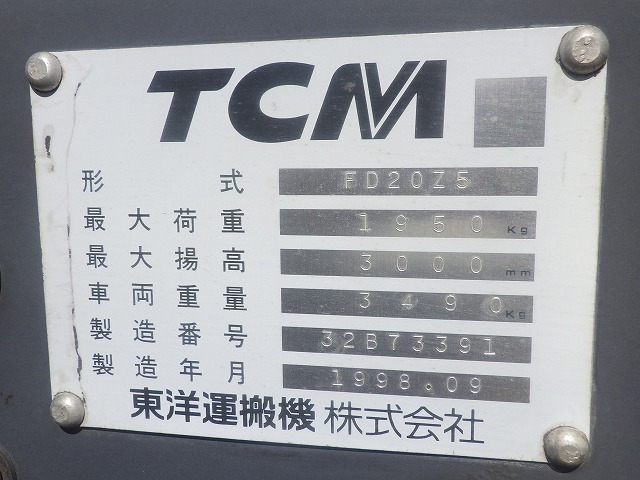 TCM
形式 FD20Z5
最大荷重 1950 Kg
最大揚高 3000 mm
車両重量 3490 Kg
製造番号 32B73391
製造年月 1998.09
東洋運搬機株式会社